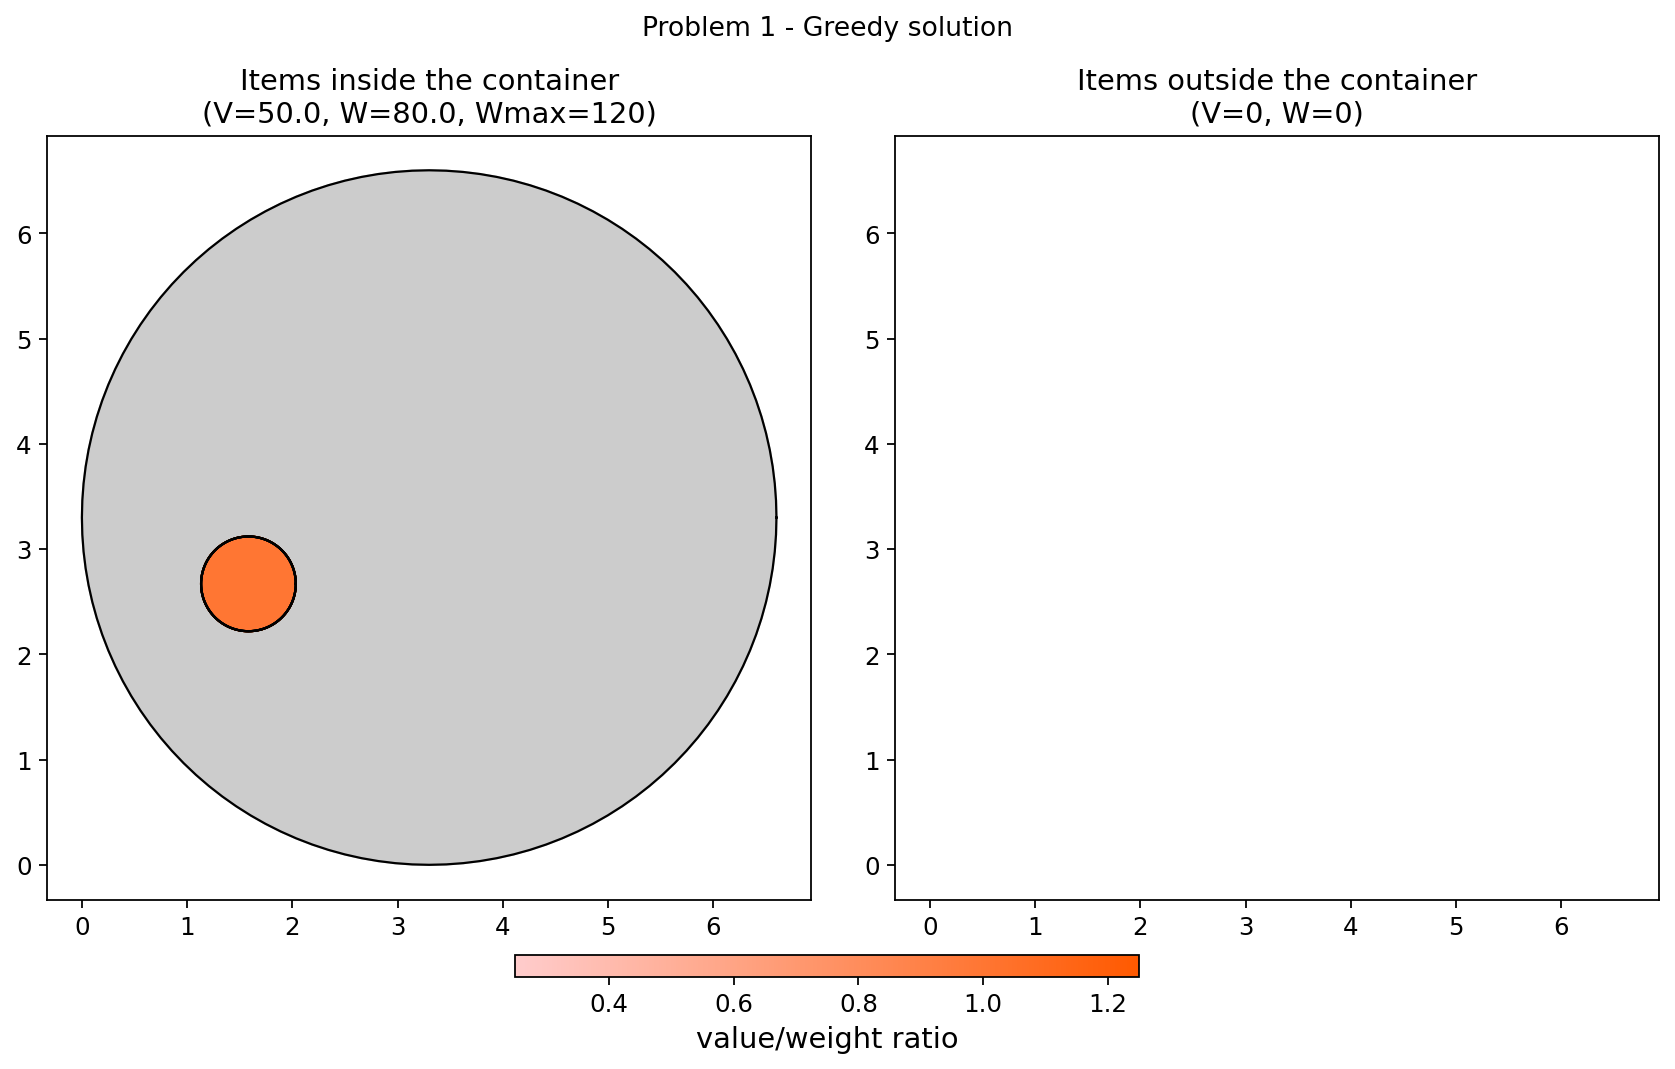 Problem 1 - Greedy solution
Items inside the container
(V=50.0, W=80.0, Wmax=120)
6
5
4
3
2
1
0
0 1 2 3 4 5 6
Items outside the container
(V=0, W=0)
6
5
4
3
2
1
0
0 1 2 3 4 5 6
0.4 0.6 0.8 1.0 1.2
value/weight ratio